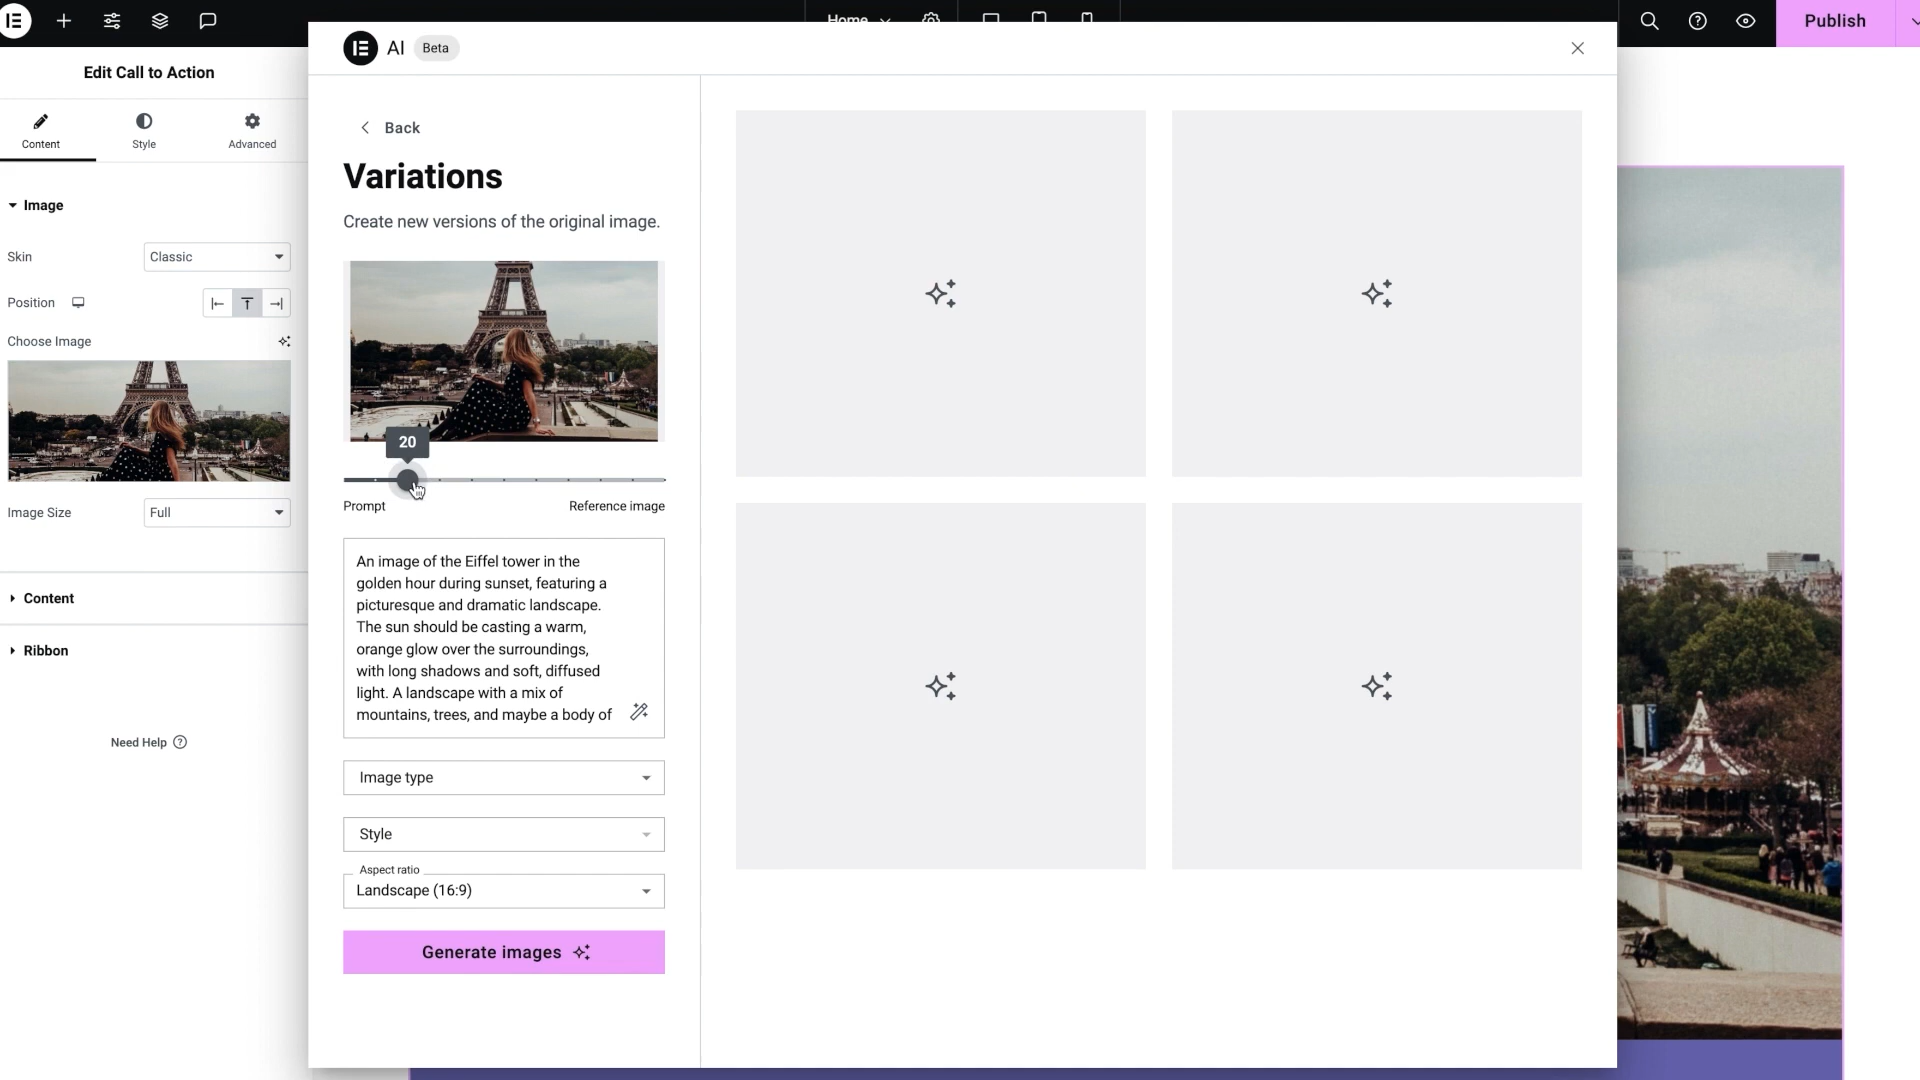 Home
Publish
AI Beta
Edit Call to Action
Content
Style
Advanced
Back
Variations
Create new versions of the original image.
Image
Skin
Classic
Position
Choose Image
20
Prompt
Reference image
Image Size
Full
An image of the Eiffel tower in the
golden hour during sunset, featuring a
picturesque and dramatic landscape.
The sun should be casting a warm,
orange glow over the surroundings,
with long shadows and soft, diffused
light. A landscape with a mix of
mountains, trees, and maybe a body of
Content
Ribbon
Need Help
Image type
Style
Aspect ratio
Landscape (16:9)
Generate images